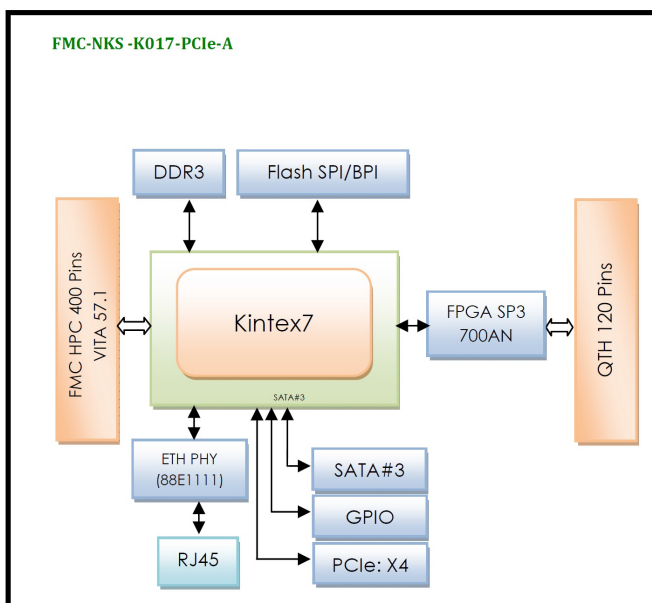 FMC-NKS -K017-PCIe-A
DDR3
Flash SPI/BPI
FMC HPC 400 Pins
VITA 57.1
Kintex7
SATA#3
FPGA SP3
700AN
QTH 120 Pins
ETH PHY
(88E1111)
SATA#3
GPIO
RJ45
PCIe: X4